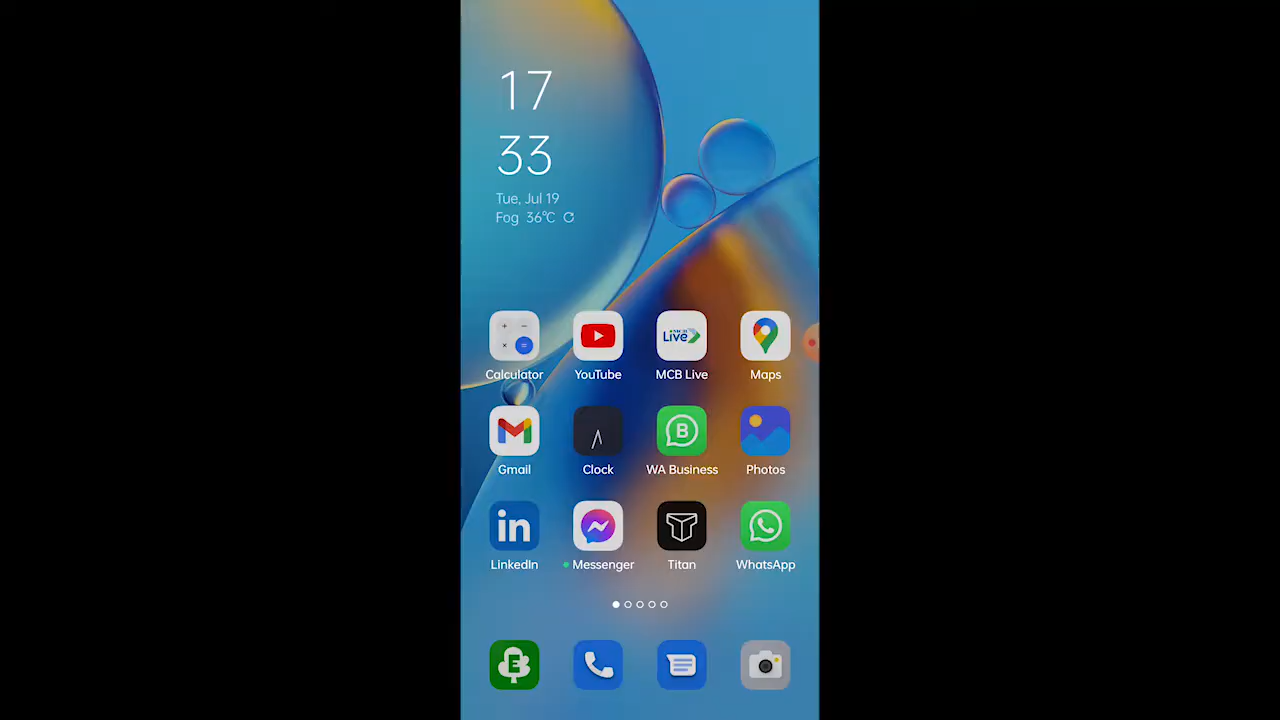 17
33
Tue, Jul 19
Fog 36℃
Calculator YouTube MCB Live Maps
Gmail Clock WA Business Photos
LinkedIn Messenger Titan WhatsApp